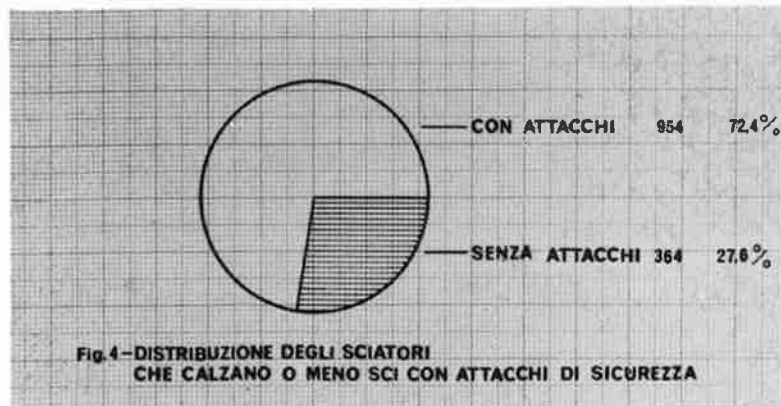 CON ATTACCHI 954 72,4%
SENZA ATTACCHI 364 27,6%
Fig. 4-DISTRIBUZIONE DEGLI SCIATORI
CHE CALZANO O MENO SCI CON ATTACCHI DI SICUREZZA